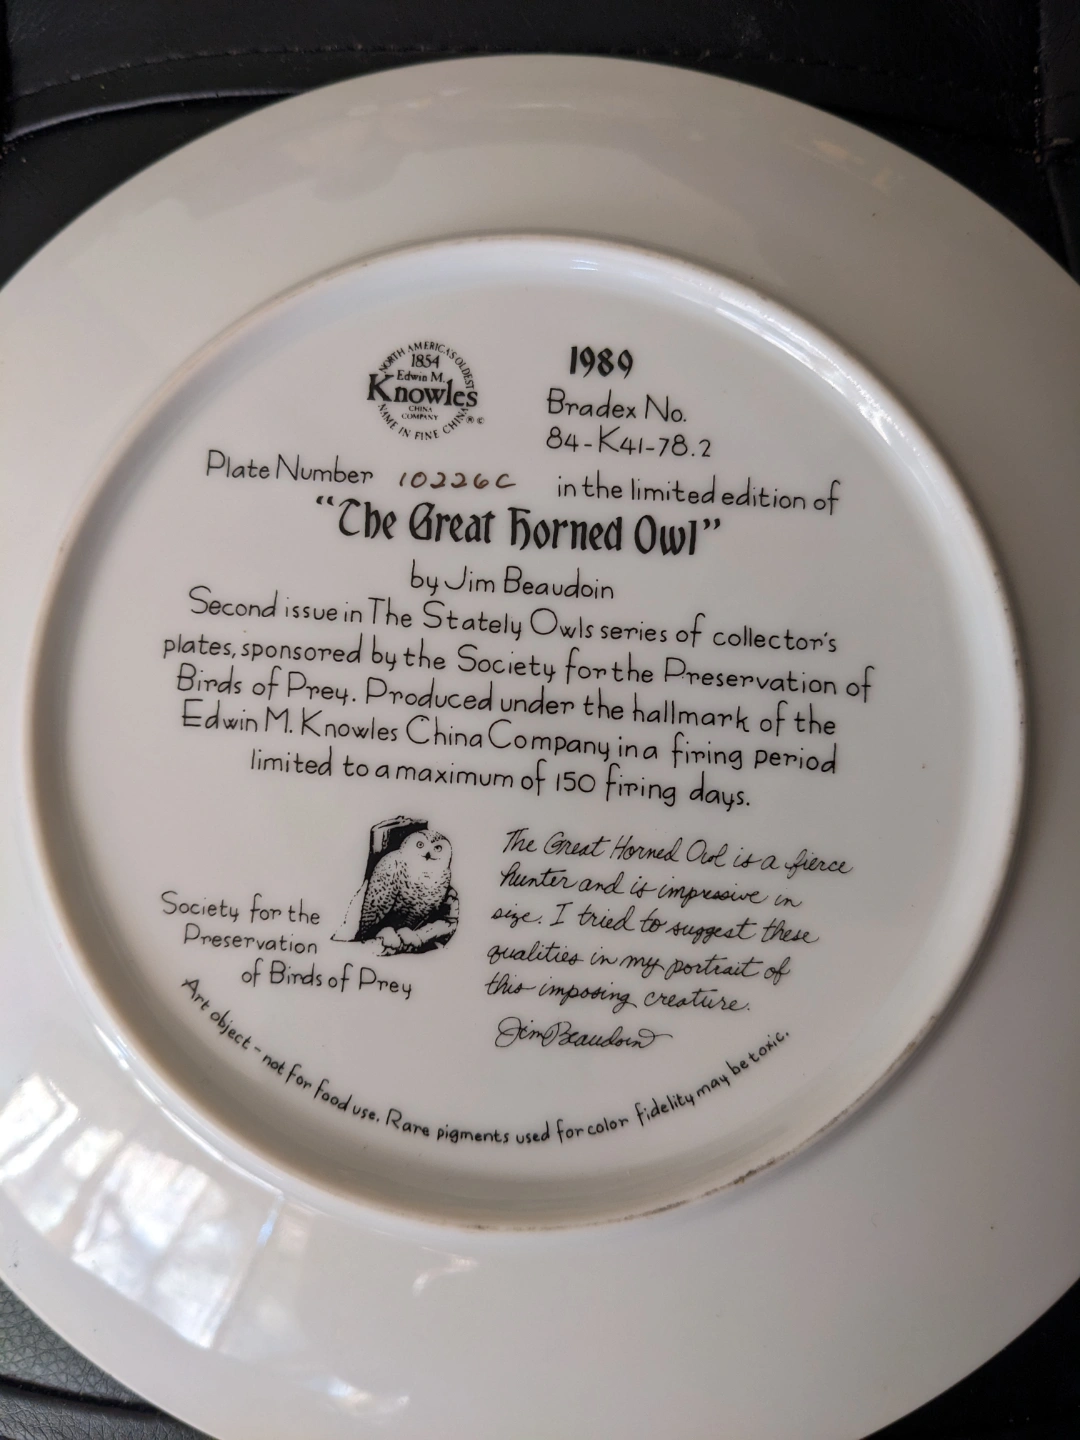 NORTH AMERICA'S OLDEST
1854
Edwin M.
Knowles
CHINA
COMPANY
NAME IN FINE CHINA
®©
1989
Bradex No.
84-K41-78.2
Plate Number 10226C in the limited edition of
"The Great Horned Owl"
by Jim Beaudoin
Second issue in The Stately Owls series of collector's
plates, sponsored by the Society for the Preservation of
Birds of Prey. Produced under the hallmark of the
Edwin M. Knowles China Company in a firing period
limited to a maximum of 150 firing days.
Society for the
Preservation
of Birds of Prey
The Great Horned Owl is a fierce
hunter and is impressive in
size. I tried to suggest these
qualities in my portrait of
this imposing creature.
Jim Beaudoin
Art object - not for food use. Rare pigments used for color fidelity may be toxic.